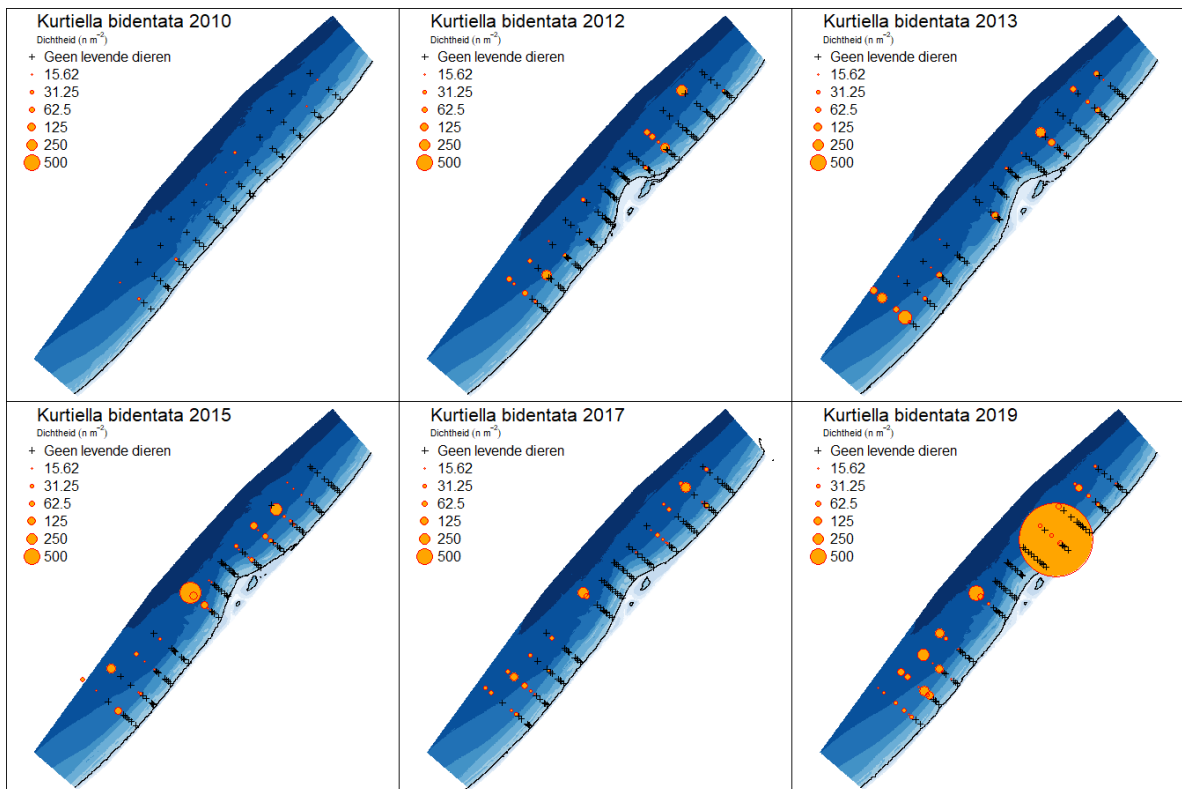 Kurtiella bidentata 2010
Dichtheid (n m⁻²)
Geen levende dieren
15.62
31.25
62.5
125
250
500
Kurtiella bidentata 2012
Dichtheid (n m⁻²)
Geen levende dieren
15.62
31.25
62.5
125
250
500
Kurtiella bidentata 2013
Dichtheid (n m⁻²)
Geen levende dieren
15.62
31.25
62.5
125
250
500
Kurtiella bidentata 2015
Dichtheid (n m⁻²)
Geen levende dieren
15.62
31.25
62.5
125
250
500
Kurtiella bidentata 2017
Dichtheid (n m⁻²)
Geen levende dieren
15.62
31.25
62.5
125
250
500
Kurtiella bidentata 2019
Dichtheid (n m⁻²)
Geen levende dieren
15.62
31.25
62.5
125
250
500